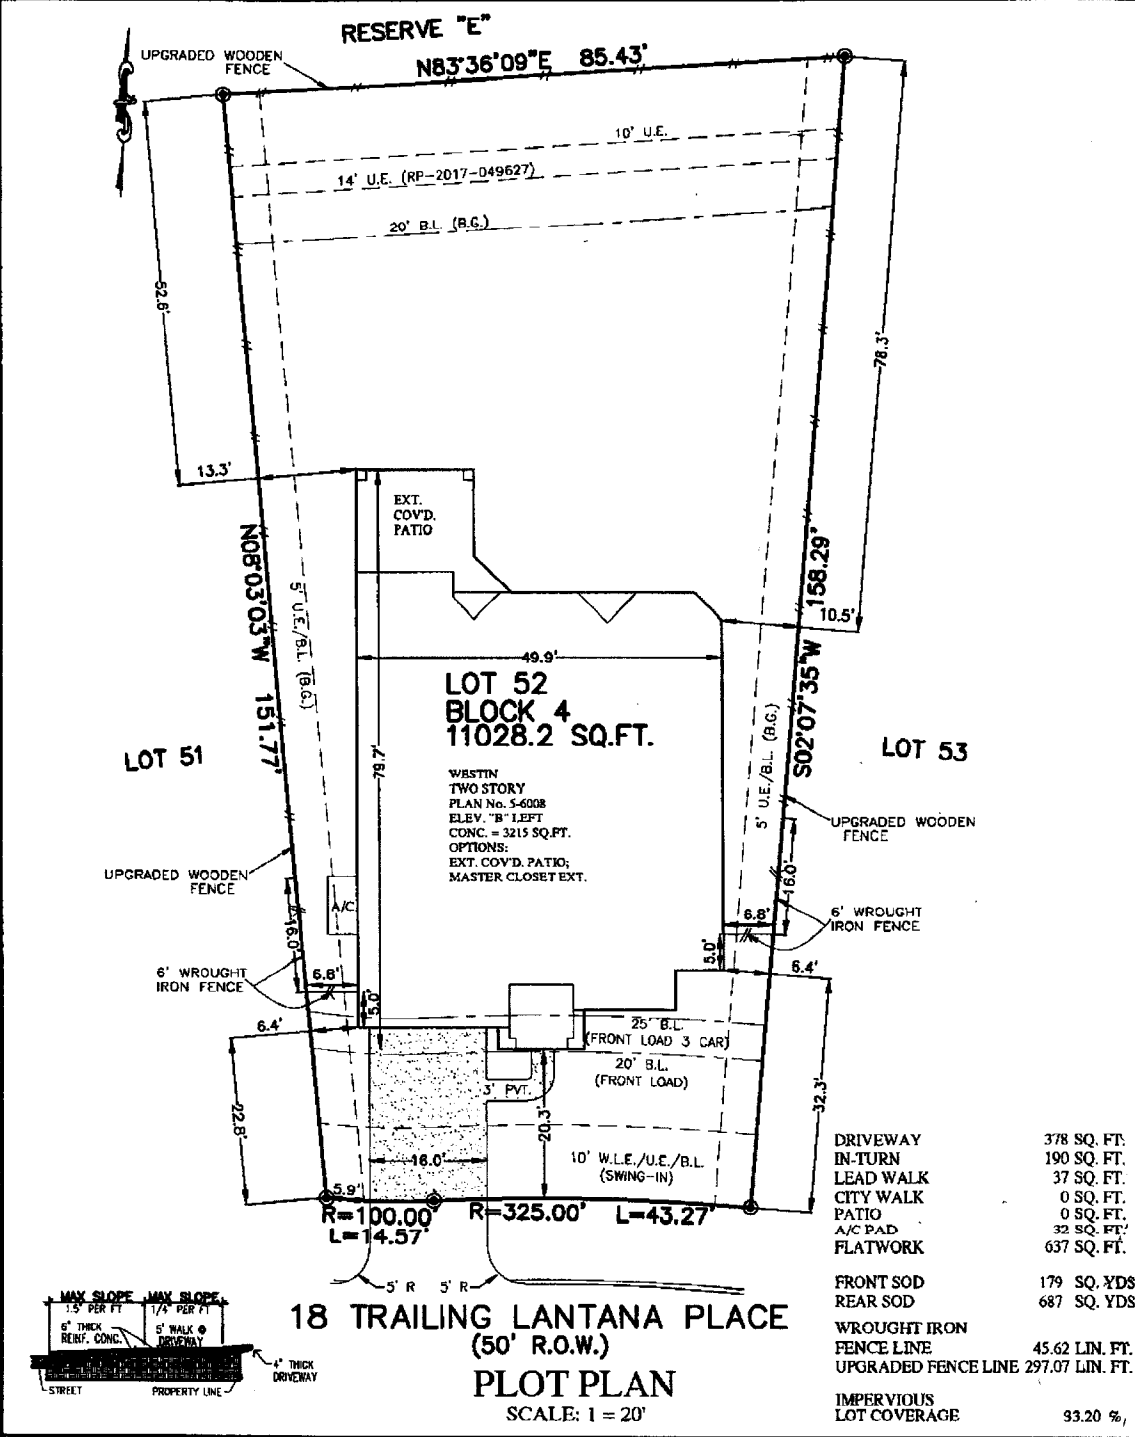 RESERVE "E"
N83°36'09"E 85.43'
UPGRADED WOODEN
FENCE
10' U.E.
14' U.E. (RP-2017-049627)
20' B.L. (B.G.)
52.6'
78.3'
13.3'
EXT.
COV'D.
PATIO
N08°03'03"W 151.77'
5' U.E./B.L. (B.G.)
158.29'
S02°07'35"W
10.5'
49.9'
LOT 52
BLOCK 4
11028.2 SQ.FT.
79.7'
LOT 51
LOT 53
WESTIN
TWO STORY
PLAN No. 5-6008
ELEV. "B" LEFT
CONC. = 3215 SQ.FT.
OPTIONS:
EXT. COV'D. PATIO;
MASTER CLOSET EXT.
5' U.E./B.L. (B.G.)
UPGRADED WOODEN
FENCE
UPGRADED WOODEN
FENCE
A/C
16.0'
16.0'
6.8'
6' WROUGHT
IRON FENCE
5.0'
6.4'
6' WROUGHT
IRON FENCE
6.8'
5.0'
6.4'
25' B.L.
(FRONT LOAD 3 CAR)
20' B.L.
(FRONT LOAD)
3' PVT.
22.8'
20.3'
32.3'
16.0'
10' W.L.E./U.E./B.L.
(SWING-IN)
5.9'
R=100.00'
L=14.57'
R=325.00' L=43.27'
5' R 5' R
DRIVEWAY 378 SQ. FT.
IN-TURN 190 SQ. FT.
LEAD WALK 37 SQ. FT.
CITY WALK 0 SQ. FT.
PATIO 0 SQ. FT.
A/C PAD 32 SQ. FT.
FLATWORK 637 SQ. FT.
FRONT SOD 179 SQ. YDS
REAR SOD 687 SQ. YDS
WROUGHT IRON
FENCE LINE 45.62 LIN. FT.
UPGRADED FENCE LINE 297.07 LIN. FT.
IMPERVIOUS
LOT COVERAGE 93.20 %
MAX SLOPE MAX SLOPE
1.5" PER FT 1/4" PER FT
6" THICK
REINF. CONC.
5' WALK @
DRIVEWAY
4" THICK
DRIVEWAY
STREET
PROPERTY LINE
18 TRAILING LANTANA PLACE
(50' R.O.W.)
PLOT PLAN
SCALE: 1 = 20'